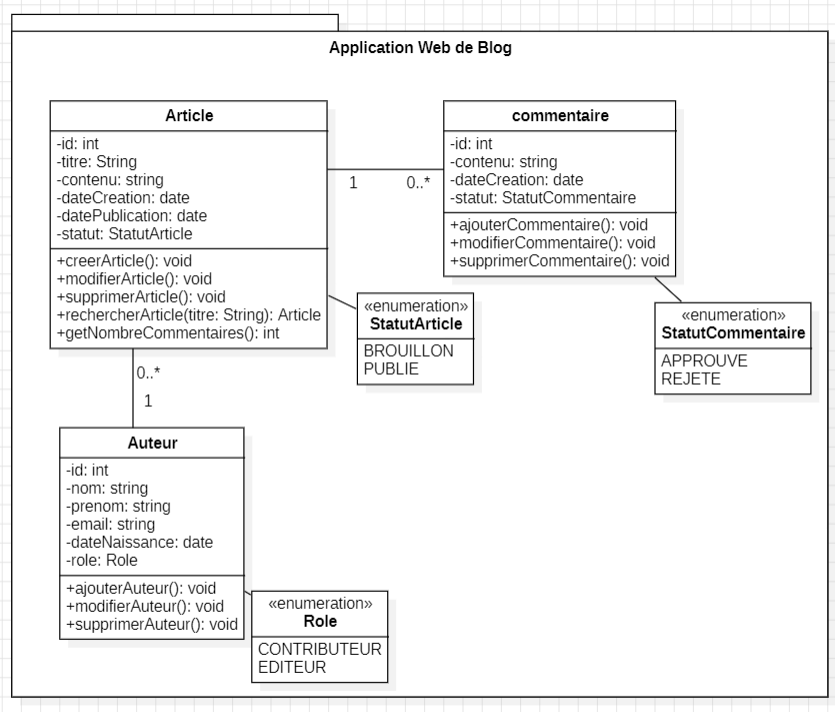 Application Web de Blog
Article
-id: int
-titre: String
-contenu: string
-dateCreation: date
-datePublication: date
-statut: StatutArticle
+creerArticle(): void
+modifierArticle(): void
+supprimerArticle(): void
+rechercherArticle(titre: String): Article
+getNombreCommentaires(): int
1
0..*
commentaire
-id: int
-contenu: string
-dateCreation: date
-statut: StatutCommentaire
+ajouterCommentaire(): void
+modifierCommentaire(): void
+supprimerCommentaire(): void
«enumeration»
StatutArticle
BROUILLON
PUBLIE
«enumeration»
StatutCommentaire
APPROUVE
REJETE
0..*
1
Auteur
-id: int
-nom: string
-prenom: string
-email: string
-dateNaissance: date
-role: Role
+ajouterAuteur(): void
+modifierAuteur(): void
+supprimerAuteur(): void
«enumeration»
Role
CONTRIBUTEUR
EDITEUR